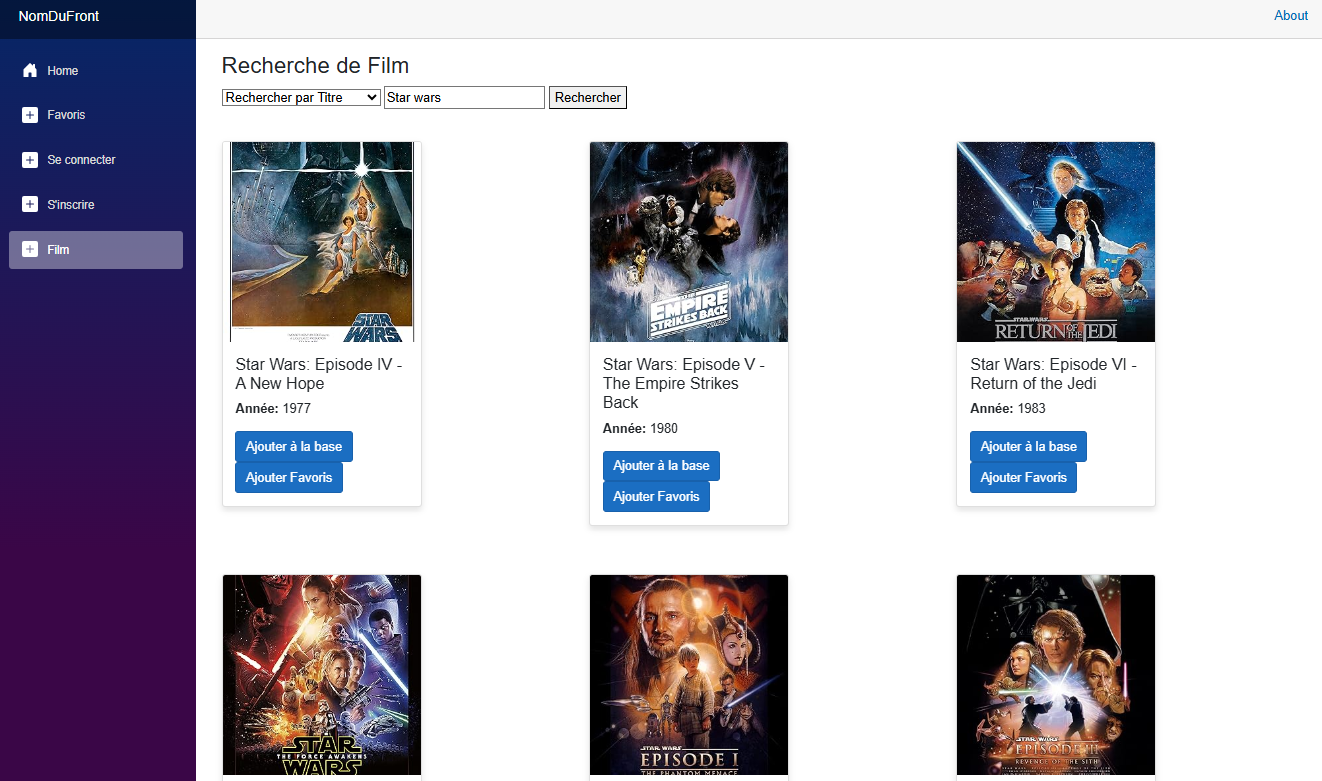 NomDuFront
About
Home
Favoris
Se connecter
S'inscrire
Film
Recherche de Film
Rechercher par Titre Star wars Rechercher
STAR
WARS
THE
EMPIRE
STRIKES
BACK
STAR WARS
RETURN OF THE JEDI
Star Wars: Episode IV -
A New Hope
Année: 1977
Ajouter à la base
Ajouter Favoris
Star Wars: Episode V -
The Empire Strikes
Back
Année: 1980
Ajouter à la base
Ajouter Favoris
Star Wars: Episode VI -
Return of the Jedi
Année: 1983
Ajouter à la base
Ajouter Favoris
STAR
THE FORCE AWAKENS
WARS
STAR WARS
EPISODE I
THE PHANTOM MENACE
STAR WARS
EPISODE III
REVENGE OF THE SITH